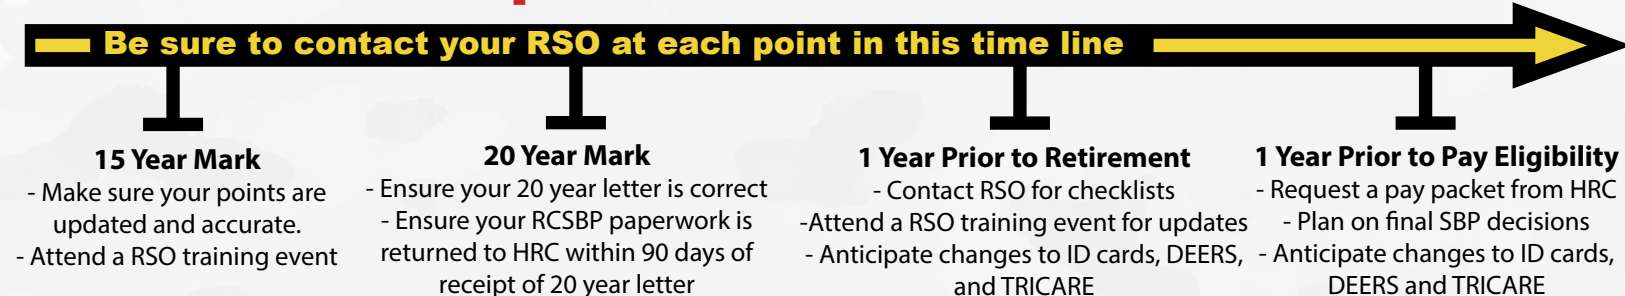 Be sure to contact your RSO at each point in this time line
15 Year Mark
- Make sure your points are
updated and accurate.
- Attend a RSO training event
20 Year Mark
- Ensure your 20 year letter is correct
- Ensure your RCSBP paperwork is
returned to HRC within 90 days of
receipt of 20 year letter
1 Year Prior to Retirement
- Contact RSO for checklists
-Attend a RSO training event for updates
- Anticipate changes to ID cards, DEERS,
and TRICARE
1 Year Prior to Pay Eligibility
- Request a pay packet from HRC
- Plan on final SBP decisions
- Anticipate changes to ID cards,
DEERS and TRICARE